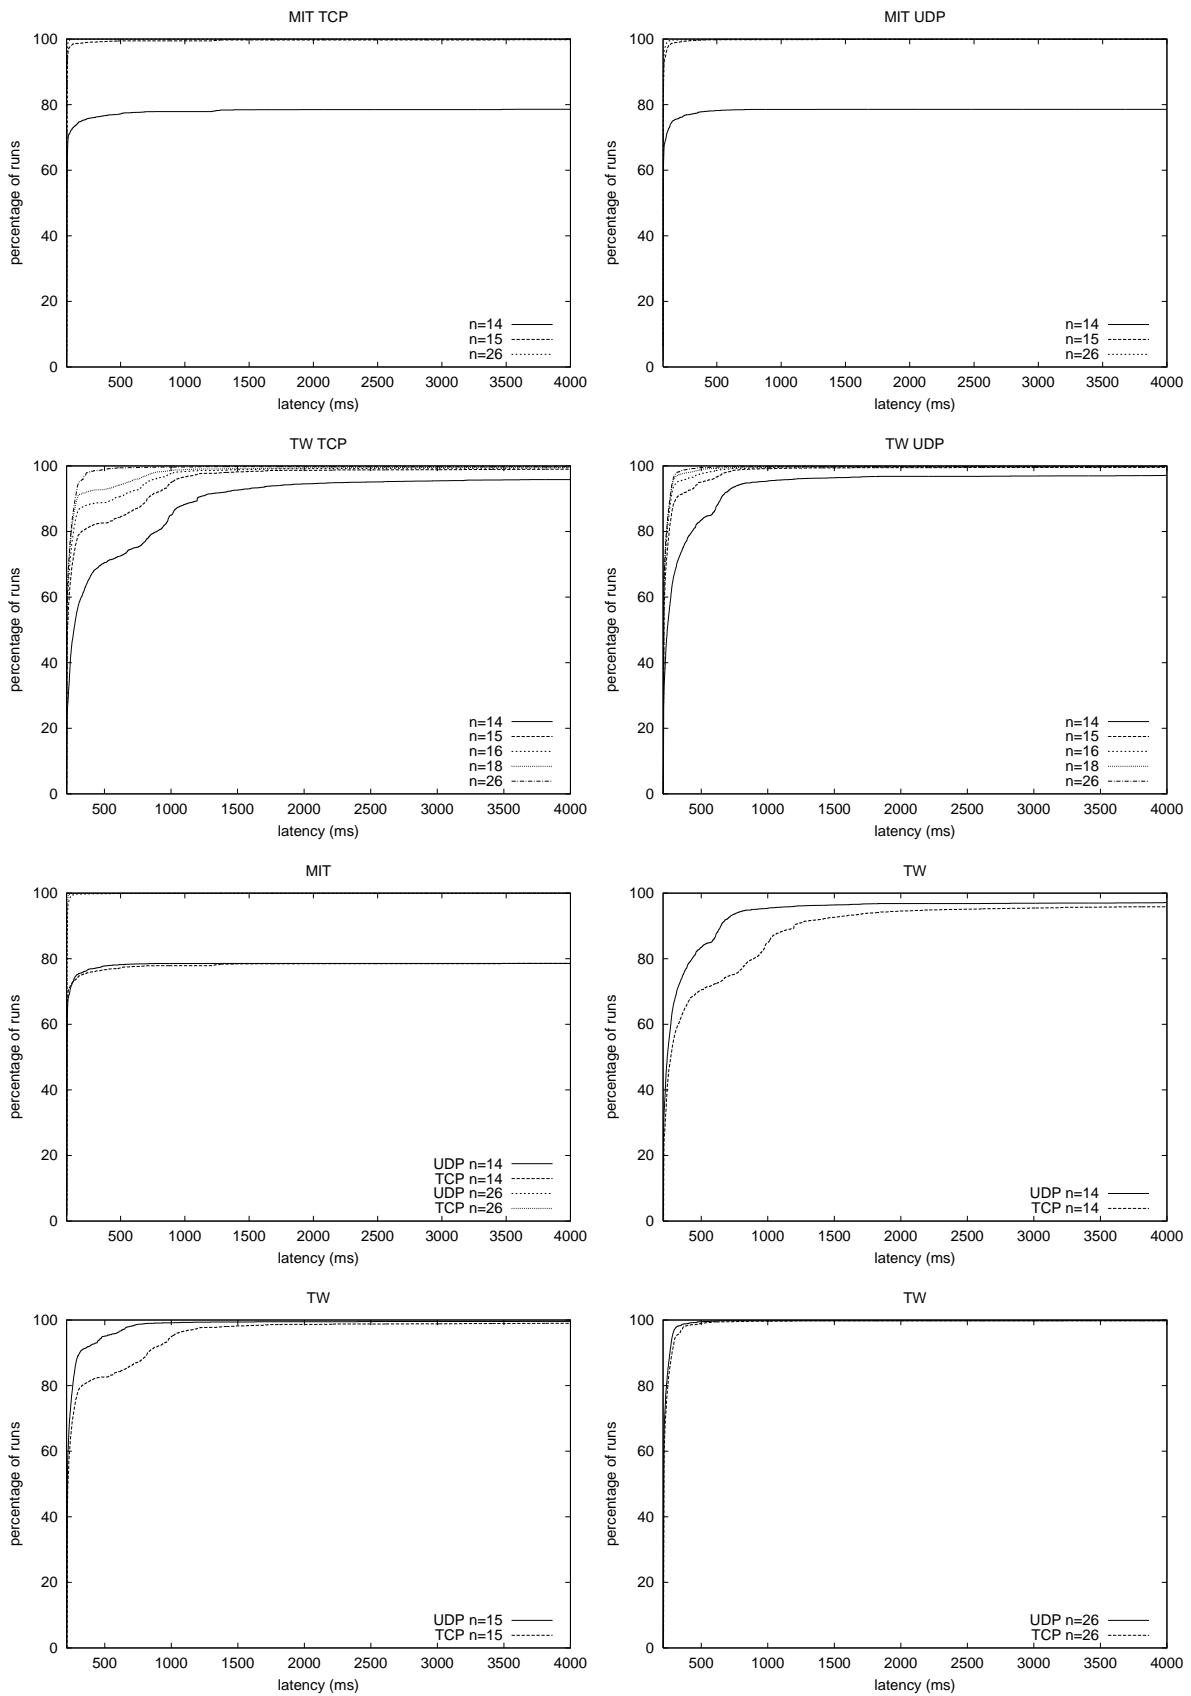 MIT TCP
percentage of runs
100
80
60
40
20
0
n=14
n=15
n=26
500 1000 1500 2000 2500 3000 3500 4000
latency (ms)
MIT UDP
percentage of runs
100
80
60
40
20
0
n=14
n=15
n=26
500 1000 1500 2000 2500 3000 3500 4000
latency (ms)
TW TCP
percentage of runs
100
80
60
40
20
0
n=14
n=15
n=16
n=18
n=26
500 1000 1500 2000 2500 3000 3500 4000
latency (ms)
TW UDP
percentage of runs
100
80
60
40
20
0
n=14
n=15
n=16
n=18
n=26
500 1000 1500 2000 2500 3000 3500 4000
latency (ms)
MIT
percentage of runs
100
80
60
40
20
0
UDP n=14
TCP n=14
UDP n=26
TCP n=26
500 1000 1500 2000 2500 3000 3500 4000
latency (ms)
TW
percentage of runs
100
80
60
40
20
0
UDP n=14
TCP n=14
500 1000 1500 2000 2500 3000 3500 4000
latency (ms)
TW
percentage of runs
100
80
60
40
20
0
UDP n=15
TCP n=15
500 1000 1500 2000 2500 3000 3500 4000
latency (ms)
TW
percentage of runs
100
80
60
40
20
0
UDP n=26
TCP n=26
500 1000 1500 2000 2500 3000 3500 4000
latency (ms)